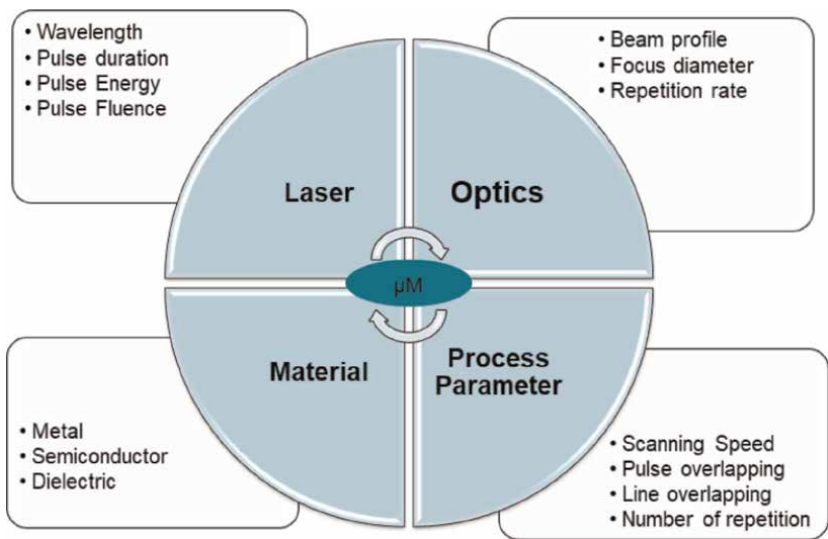 • Wavelength
• Pulse duration
• Pulse Energy
• Pulse Fluence
• Beam profile
• Focus diameter
• Repetition rate
Laser
Optics
µM
Material
Process
Parameter
• Metal
• Semiconductor
• Dielectric
• Scanning Speed
• Pulse overlapping
• Line overlapping
• Number of repetition